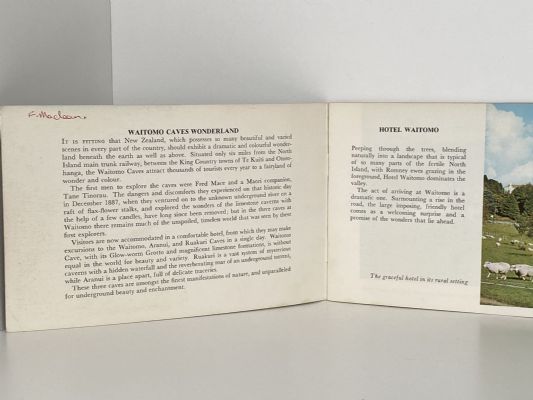 F. Maclean.
WAITOMO CAVES WONDERLAND
IT IS FITTING that New Zealand, which possesses so many beautiful and varied
scenes in every part of the country, should exhibit a dramatic and colourful wonder-
land beneath the earth as well as above. Situated only six miles from the North
Island main trunk railway, between the King Country towns of Te Kuiti and Otoro-
hanga, the Waitomo Caves attract thousands of tourists every year to a fairyland of
wonder and colour.
The first men to explore the caves were Fred Mace and a Maori companion,
Tane Tinorau. The dangers and discomforts they experienced on that historic day
in December 1887, when they ventured on to the unknown underground river on a
raft of flax-flower stalks, and explored the wonders of the limestone caverns with
the help of a few candles, have long since been removed; but in the three caves at
Waitomo there remains much of the unspoiled, timeless world that was seen by these
first explorers.
Visitors are now accommodated in a comfortable hotel, from which they may make
excursions to the Waitomo, Aranui, and Ruakuri Caves in a single day. Waitomo
Cave, with its Glow-worm Grotto and magnificent limestone formations, is without
equal in the world for beauty and variety. Ruakuri is a vast system of mysterious
caverns with a hidden waterfall and the reverberating roar of an underground torrent,
while Aranui is a place apart, full of delicate traceries.
These three caves are amongst the finest manifestations of nature, and unparalleled
for underground beauty and enchantment.
HOTEL WAITOMO
Peeping through the trees, blending
naturally into a landscape that is typical
of so many parts of the fertile North
Island, with Romney ewes grazing in the
foreground, Hotel Waitomo dominates the
valley.
The act of arriving at Waitomo is a
dramatic one. Surmounting a rise in the
road, the large imposing, friendly hotel
comes as a welcoming surprise and a
promise of the wonders that lie ahead.
The graceful hotel in its rural setting